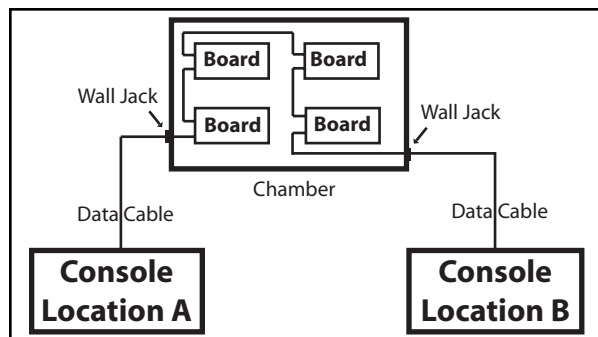 Board
Board
Wall Jack
Board
Board
Wall Jack
Chamber
Data Cable
Data Cable
Console
Location A
Console
Location B